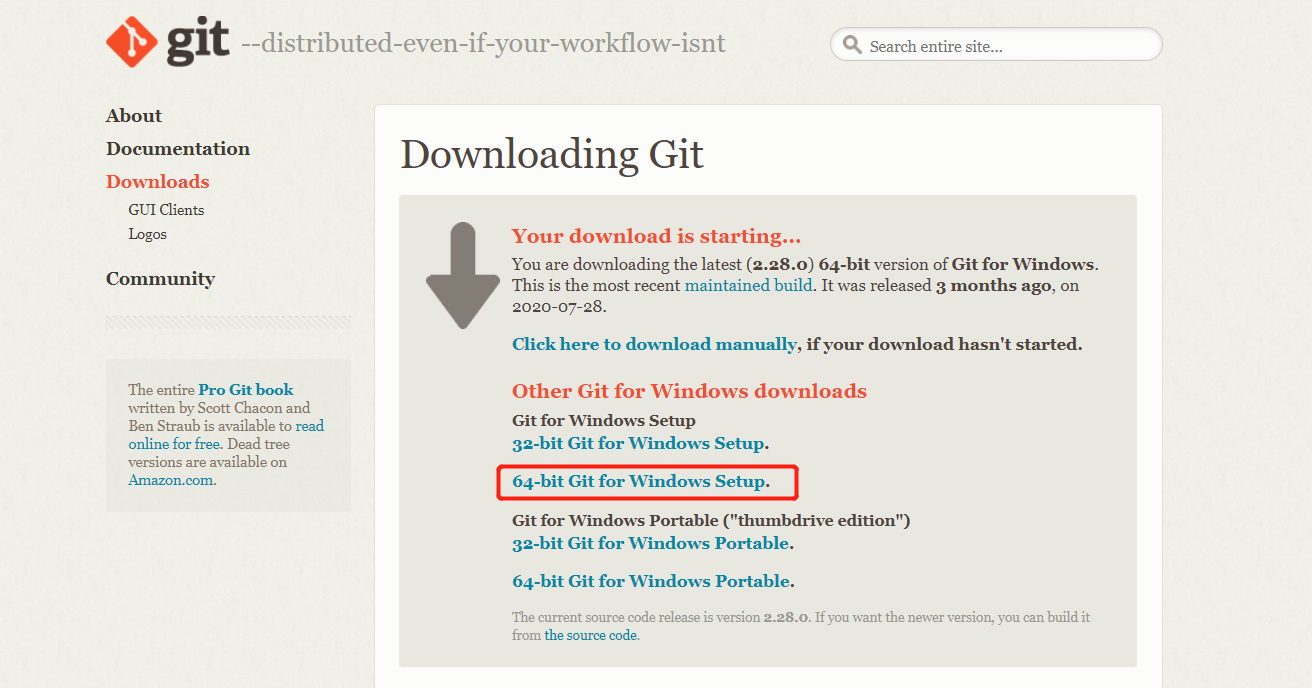 git --distributed-even-if-your-workflow-isnt
Search entire site...
About
Documentation
Downloads
GUI Clients
Logos
Community
The entire Pro Git book
written by Scott Chacon and
Ben Straub is available to read
online for free. Dead tree
versions are available on
Amazon.com.
Downloading Git
Your download is starting...
You are downloading the latest (2.28.0) 64-bit version of Git for Windows.
This is the most recent maintained build. It was released 3 months ago, on
2020-07-28.
Click here to download manually, if your download hasn't started.
Other Git for Windows downloads
Git for Windows Setup
32-bit Git for Windows Setup.
64-bit Git for Windows Setup.
Git for Windows Portable ("thumbdrive edition")
32-bit Git for Windows Portable.
64-bit Git for Windows Portable.
The current source code release is version 2.28.0. If you want the newer version, you can build it
from the source code.